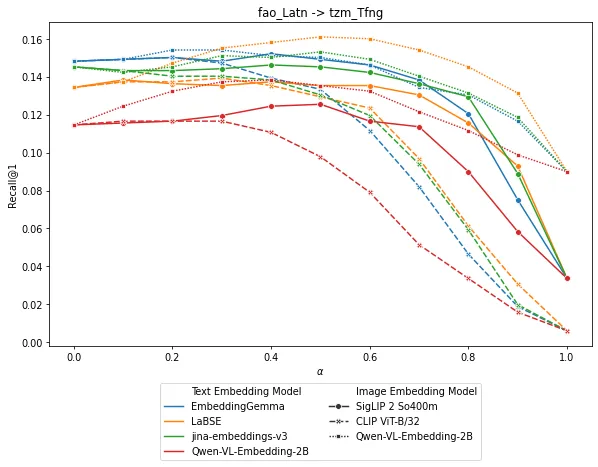 fao_Latn -> tzm_Tfng
Recall@1
0.16
0.14
0.12
0.10
0.08
0.06
0.04
0.02
0.00
0.0 0.2 0.4 0.6 0.8 1.0
α
Text Embedding Model
EmbeddingGemma
LaBSE
jina-embeddings-v3
Qwen-VL-Embedding-2B
Image Embedding Model
SigLIP 2 So400m
CLIP ViT-B/32
Qwen-VL-Embedding-2B